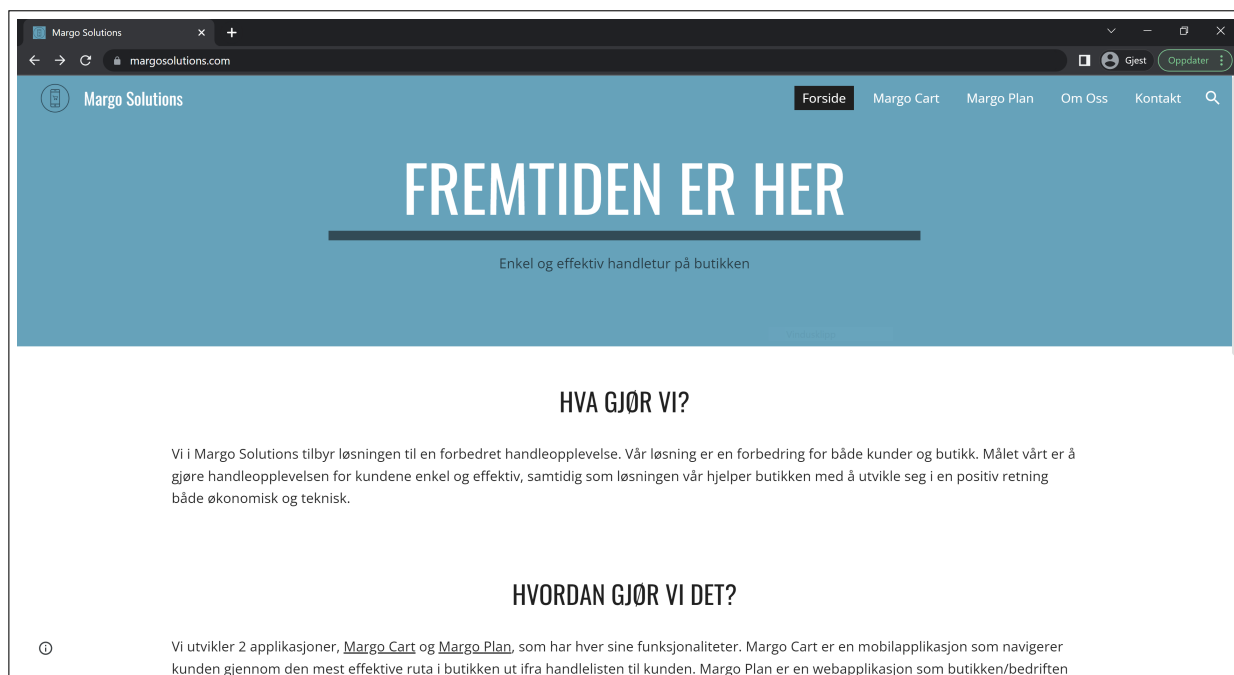 Margo Solutions
margosolutions.com
Gjest
Oppdater
Margo Solutions
Forside
Margo Cart
Margo Plan
Om Oss
Kontakt
FREMTIDEN ER HER
Enkel og effektiv handletur på butikken
HVA GJØR VI?
Vi i Margo Solutions tilbyr løsningen til en forbedret handleopplevelse. Vår løsning er en forbedring for både kunder og butikk. Målet vårt er å
gjøre handleopplevelsen for kundene enkel og effektiv, samtidig som løsningen vår hjelper butikken med å utvikle seg i en positiv retning
både økonomisk og teknisk.
HVORDAN GJØR VI DET?
Vi utvikler 2 applikasjoner, Margo Cart og Margo Plan, som har hver sine funksjonaliteter. Margo Cart er en mobilapplikasjon som navigerer
kunden gjennom den mest effektive ruta i butikken ut ifra handlelisten til kunden. Margo Plan er en webapplikasjon som butikken/bedriften